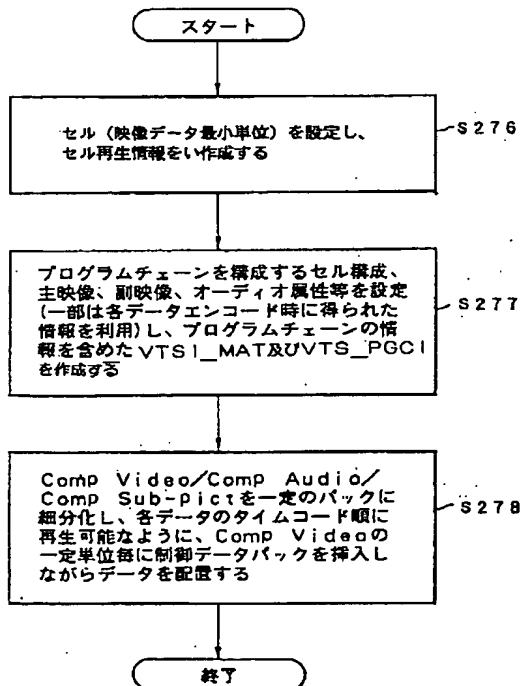 スタート
セル(映像データ最小単位)を設定し、
セル再生情報をい作成する
S276
プログラムチェーンを構成するセル構成、
主映像、副映像、オーディオ属性等を設定
(一部は各データエンコード時に得られた
情報を利用)し、プログラムチェーンの情
報を含めたVTSI_MAT及びVTS_PGCI
を作成する
S277
Comp Video/Comp Audio/
Comp Sub-pictを一定のパックに
細分化し、各データのタイムコード順に
再生可能なように、Comp Videoの
一定単位毎に制御データパックを挿入し
ながらデータを配置する
S278
終了